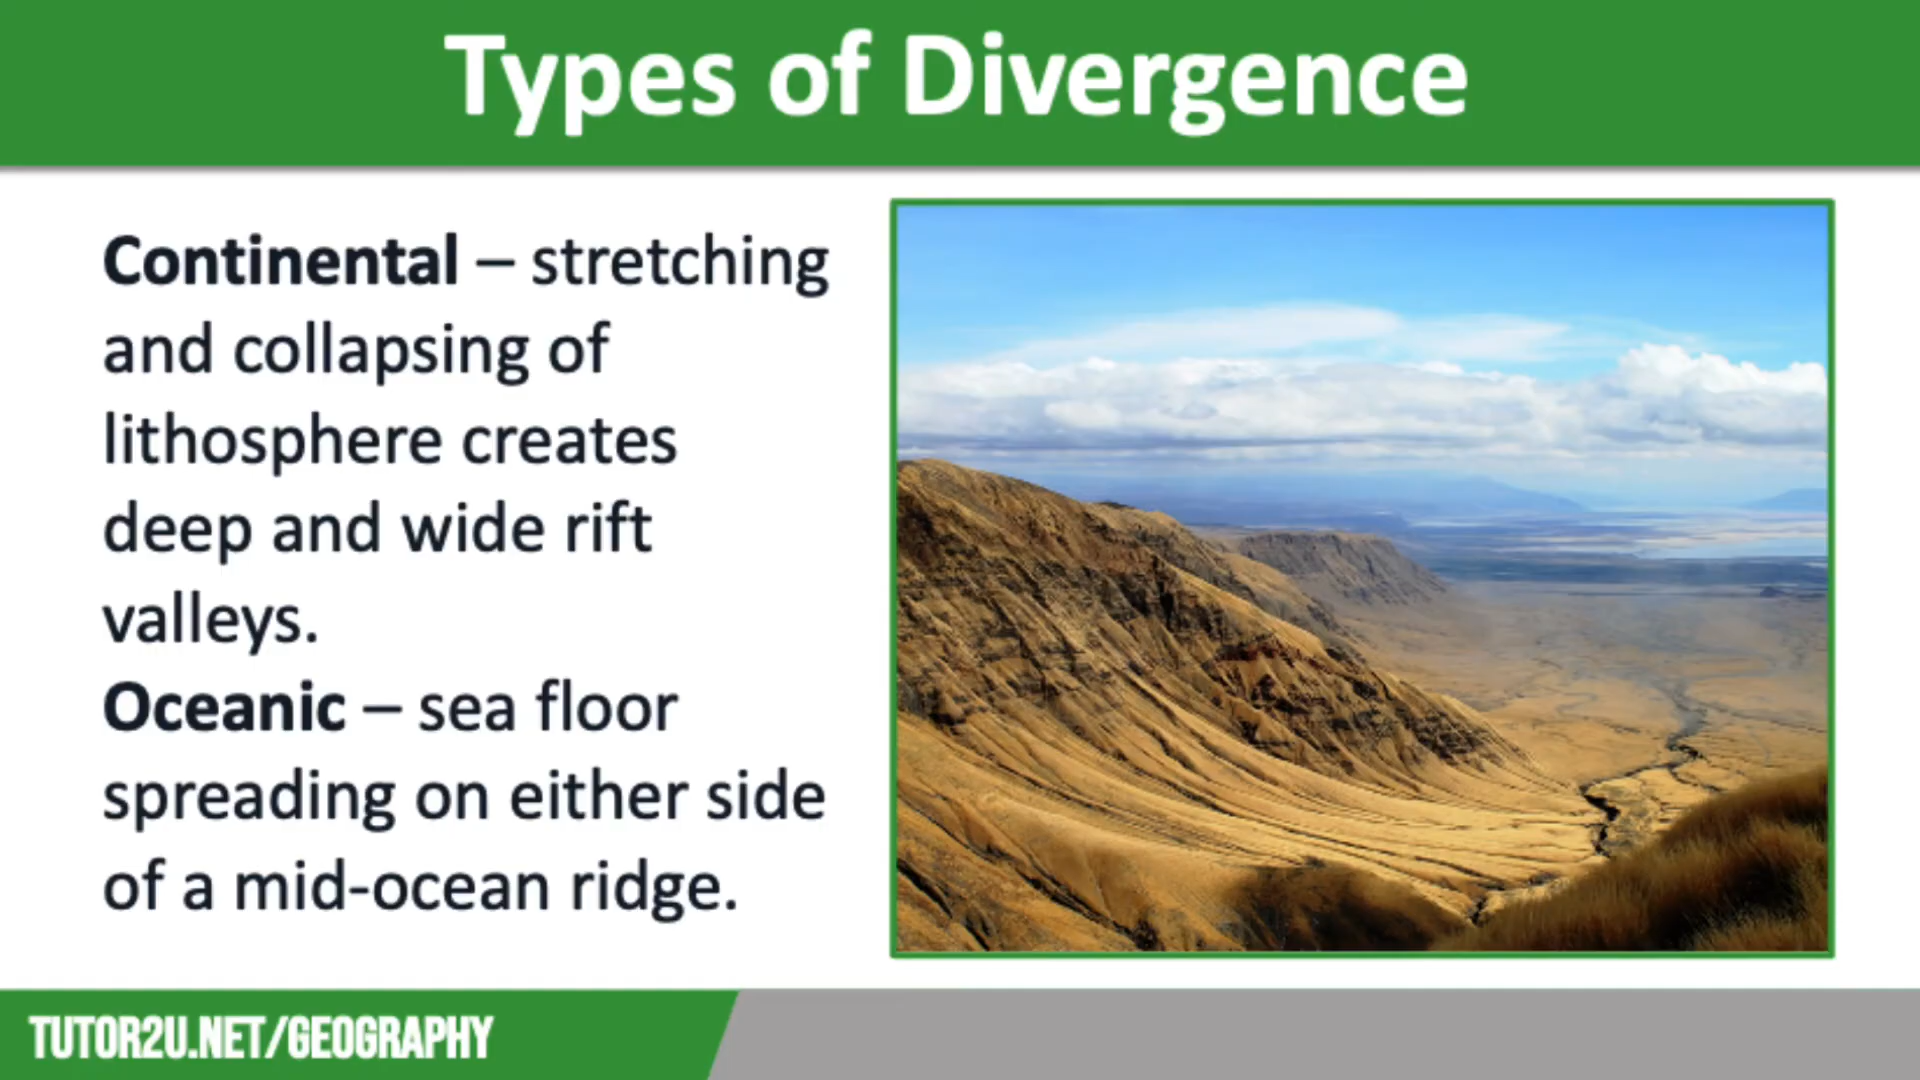 Types of Divergence
Continental – stretching
and collapsing of
lithosphere creates
deep and wide rift
valleys.
Oceanic – sea floor
spreading on either side
of a mid-ocean ridge.
TUTOR2U.NET/GEOGRAPHY